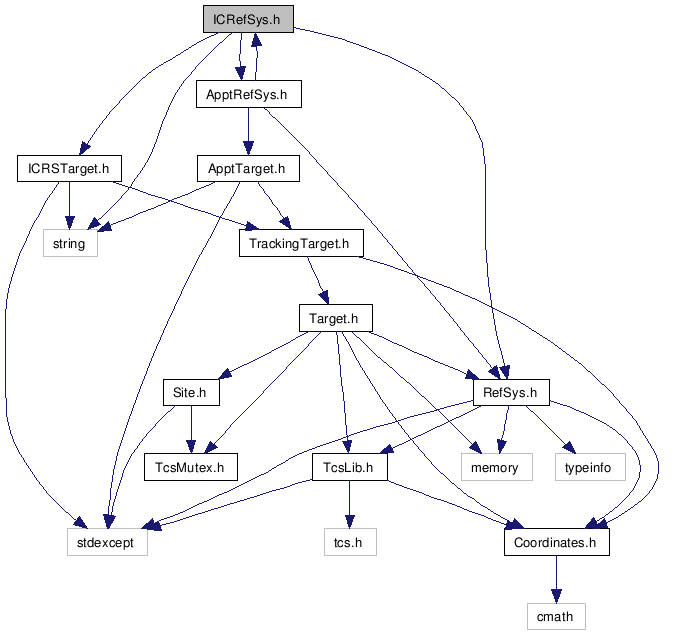 ICRefSys.h
ApptRefSys.h
ICRSTarget.h
ApptTarget.h
string
TrackingTarget.h
Target.h
Site.h
RefSys.h
TcsMutex.h
TcsLib.h
memory
typeinfo
stdexcept
tcs.h
Coordinates.h
cmath